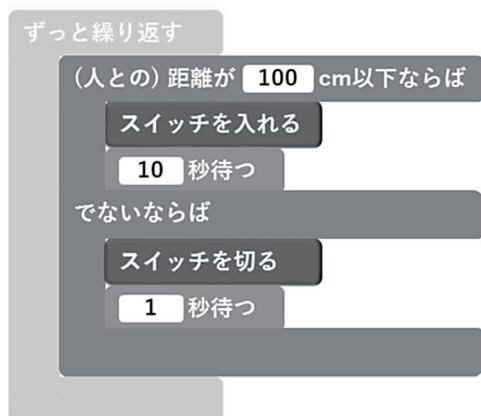 ずっと繰り返す
(人との) 距離が 100 cm以下ならば
スイッチを入れる
10 秒待つ
でないならば
スイッチを切る
1 秒待つ